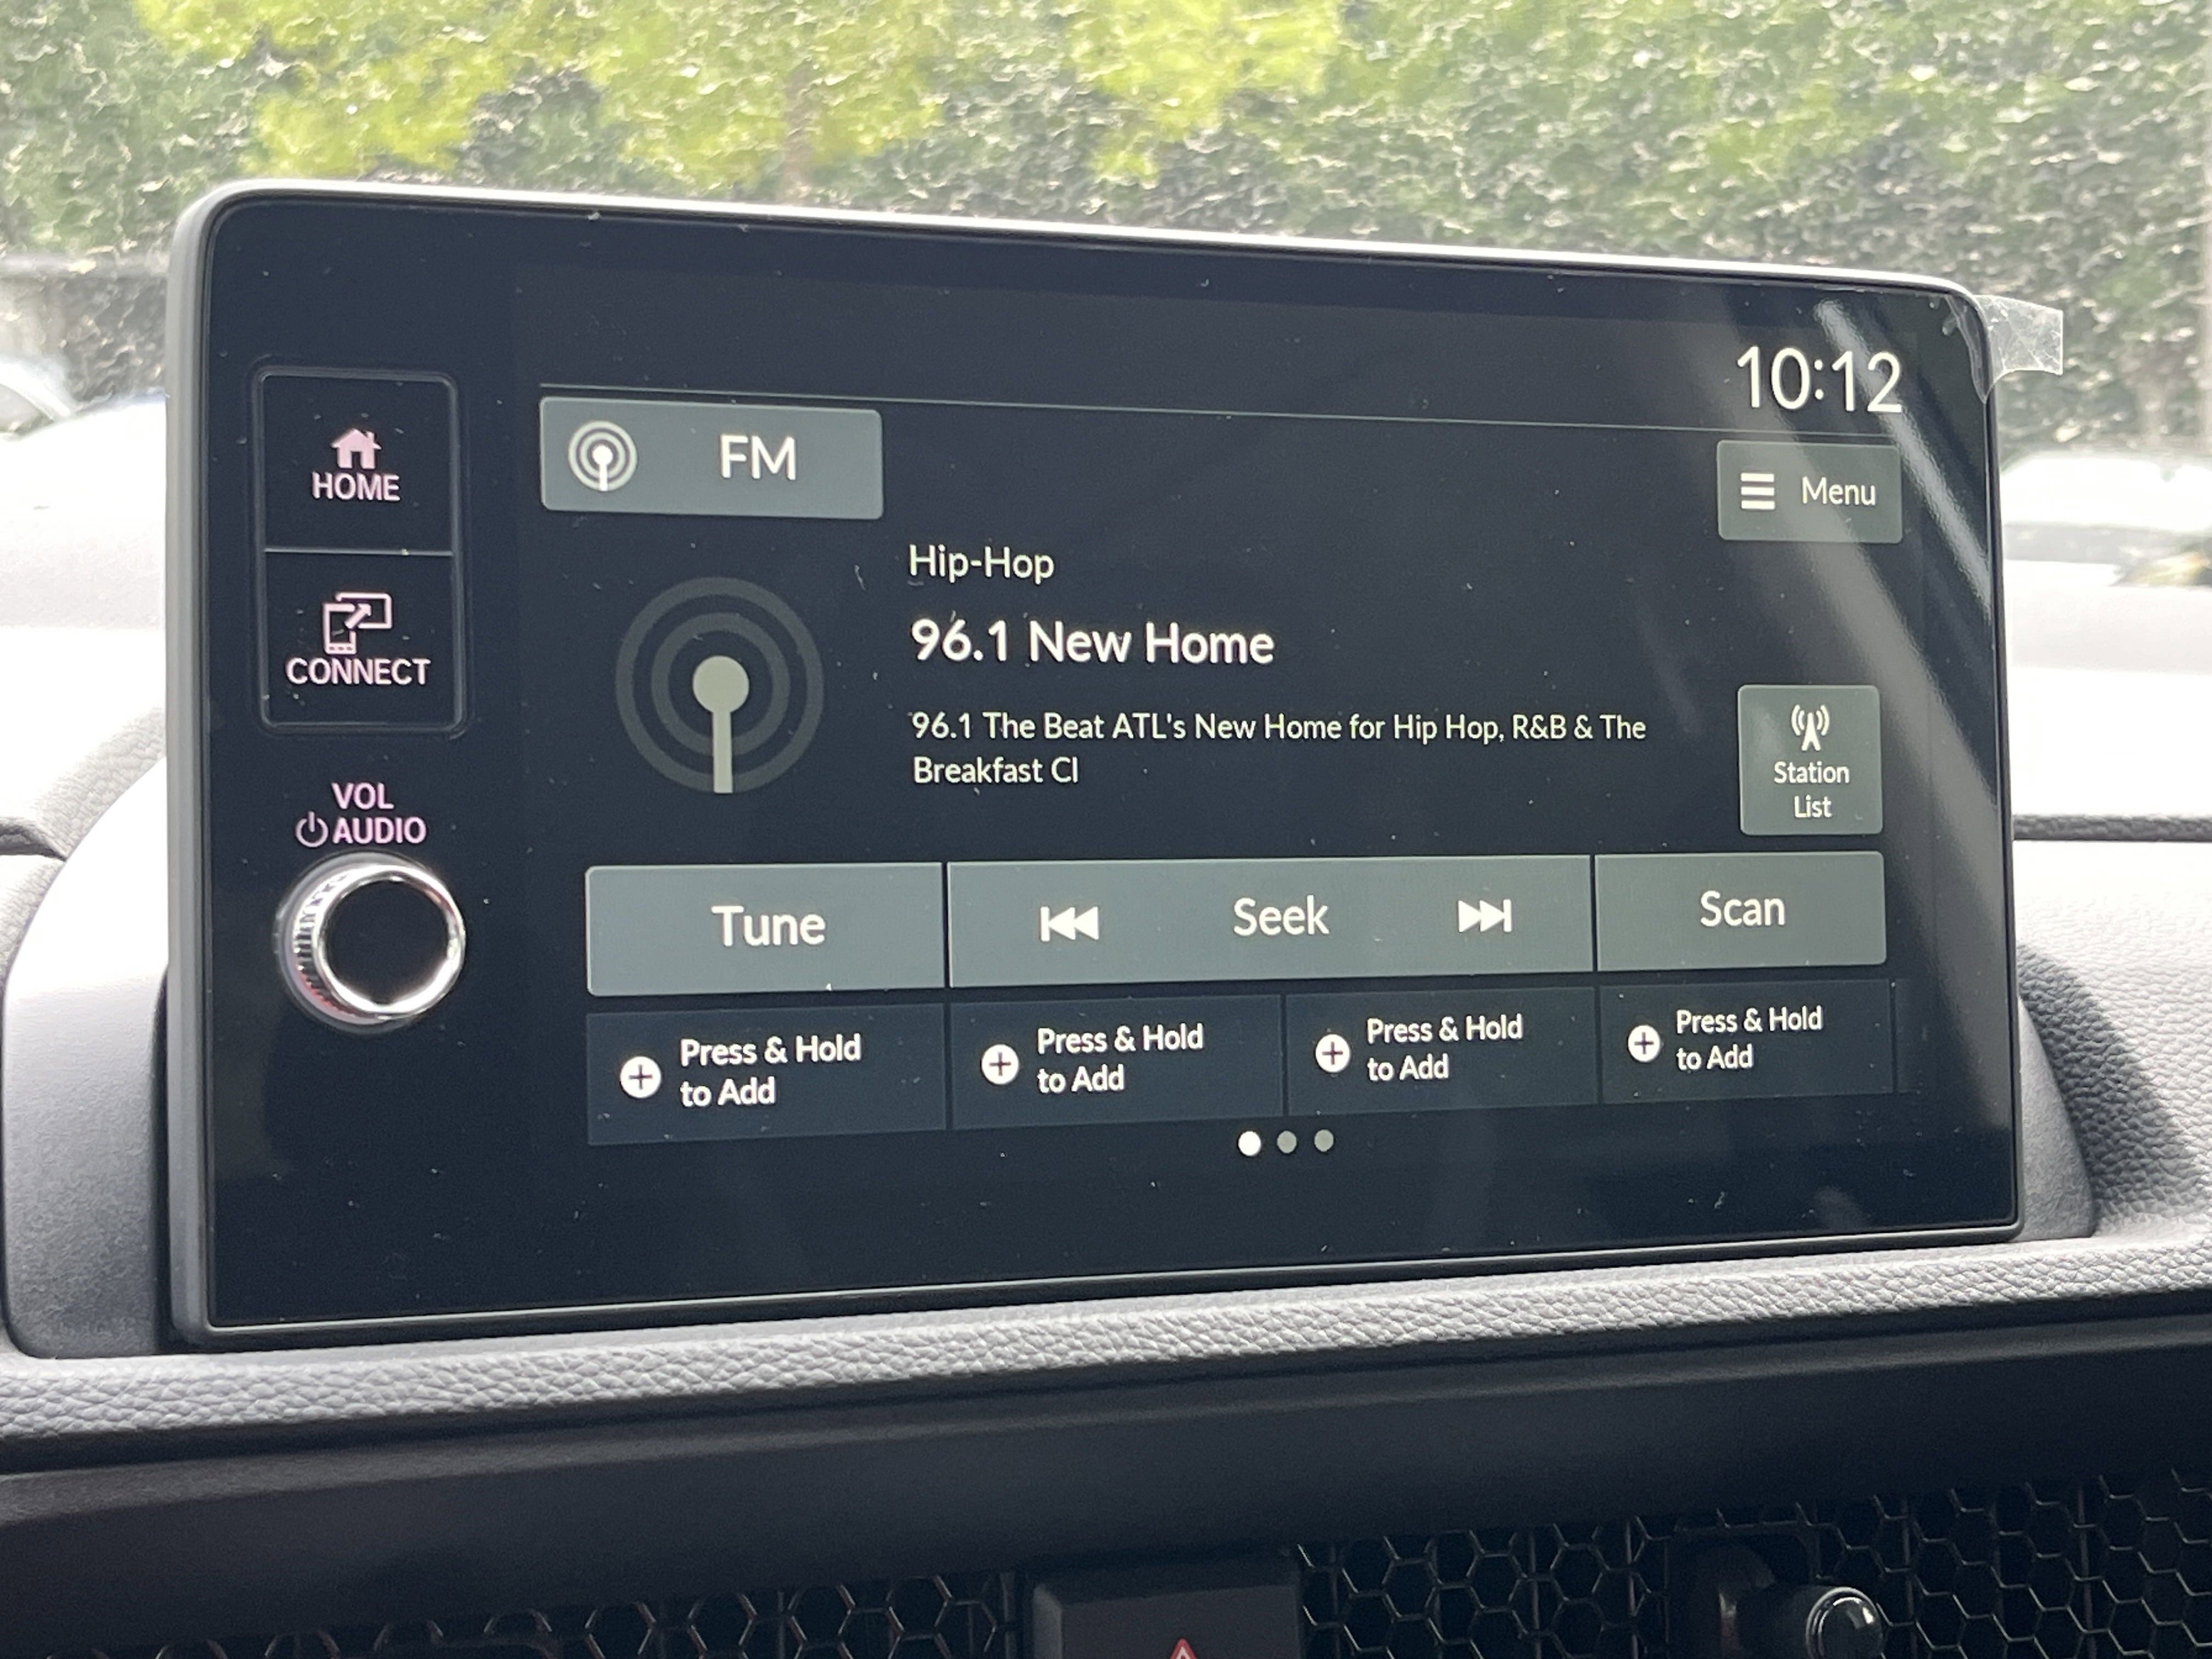 10:12
HOME
FM
Menu
Hip-Hop
96.1 New Home
CONNECT
96.1 The Beat ATL's New Home for Hip Hop, R&B & The
Breakfast Cl
Station
List
VOL
AUDIO
Tune
Seek
Scan
Press & Hold
to Add
Press & Hold
to Add
Press & Hold
to Add
Press & Hold
to Add